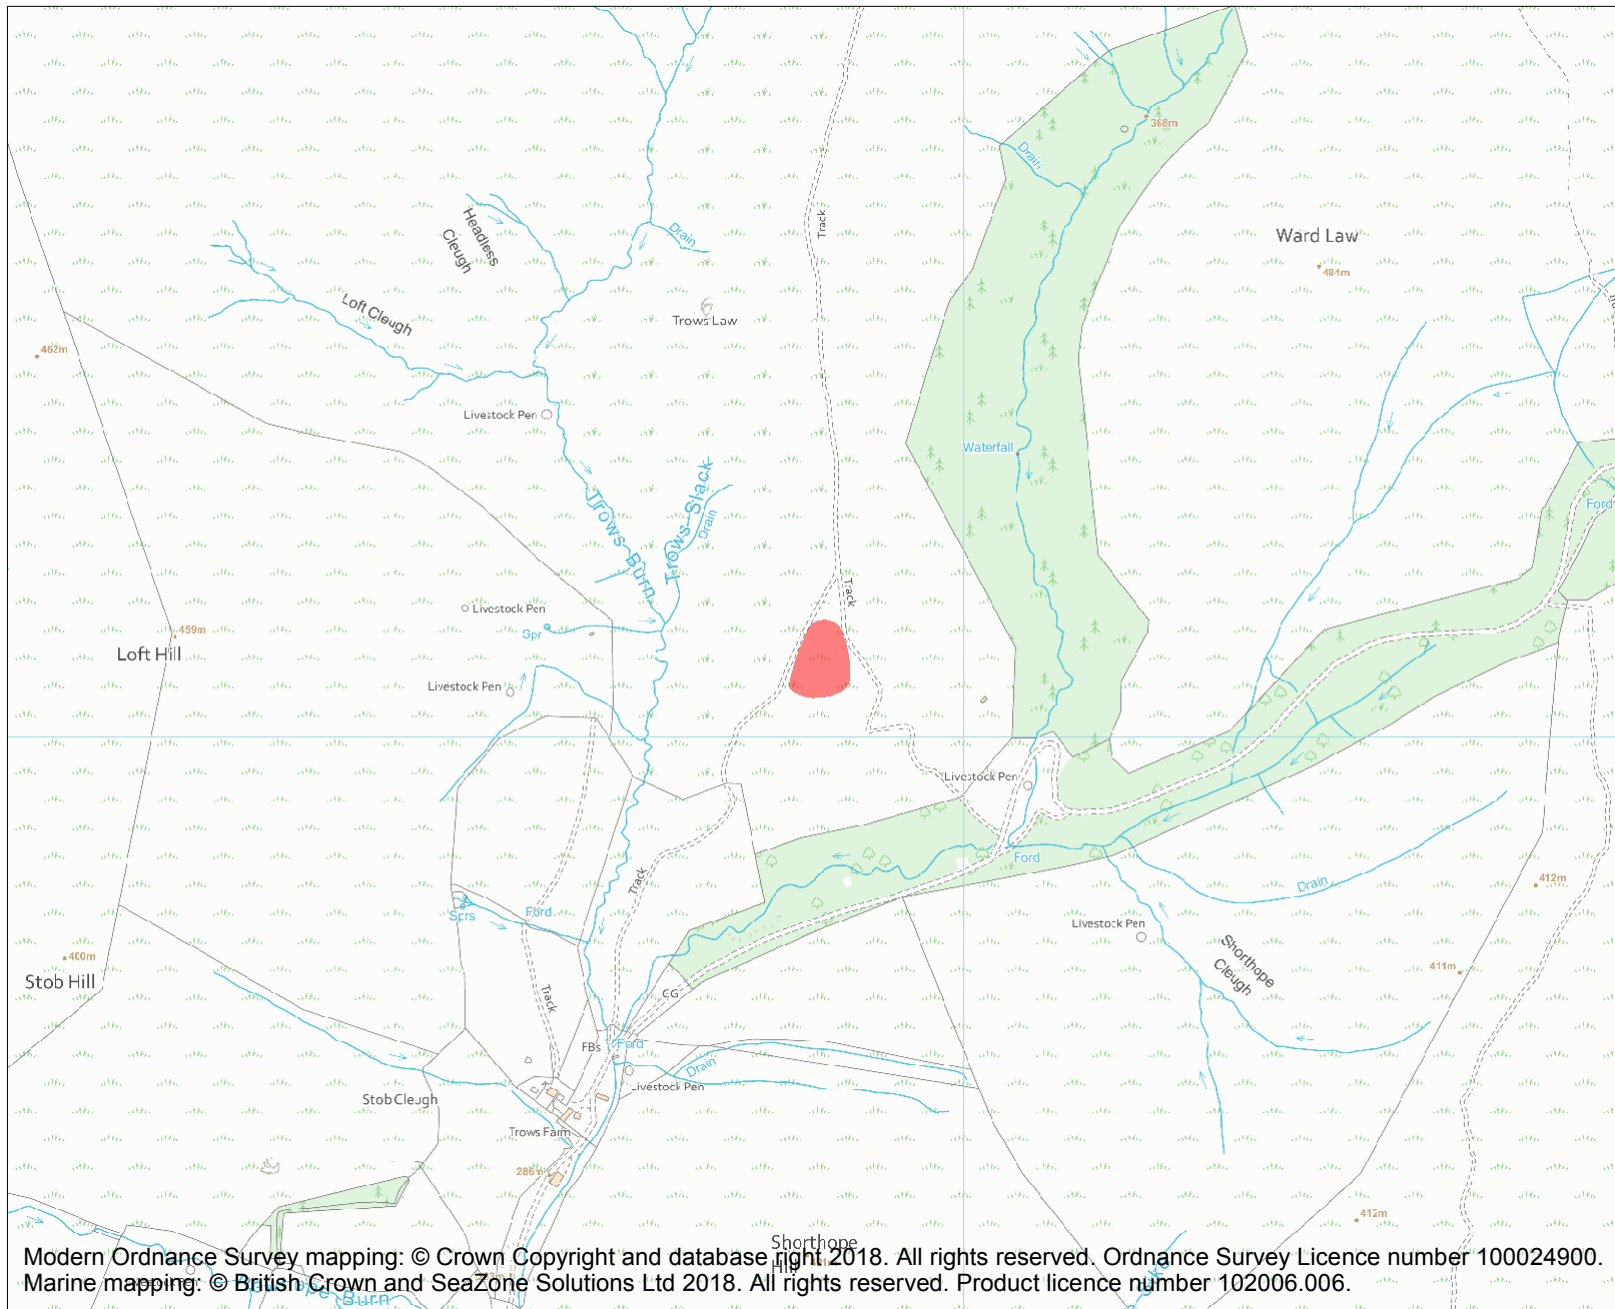 368m
Drain
Track
Headless
Cleugh
Drain
Ward Law
484m
Loft Cleugh
Trows Law
462m
Livestock Pen
Waterfall
Trows Slack
Drain
Ford
Trows Burn
Track
Livestock Pen
Spr
459m
Loft Hill
Livestock Pen
Livestock Pen
Ford
Track
Drain
412m
Sprs
Ford
Livestock Pen
Shorthope
Cleugh
411m
400m
Stob Hill
CG
Track
FBs
Ford
Drain
Livestock Pen
Stob Cleugh
Trows Farm
286m
412m
Shorthope
Hill
Modern Ordnance Survey mapping: © Crown Copyright and database right 2018. All rights reserved. Ordnance Survey Licence number 100024900.
Marine mapping: © British Crown and SeaZone Solutions Ltd 2018. All rights reserved. Product licence number 102006.006.